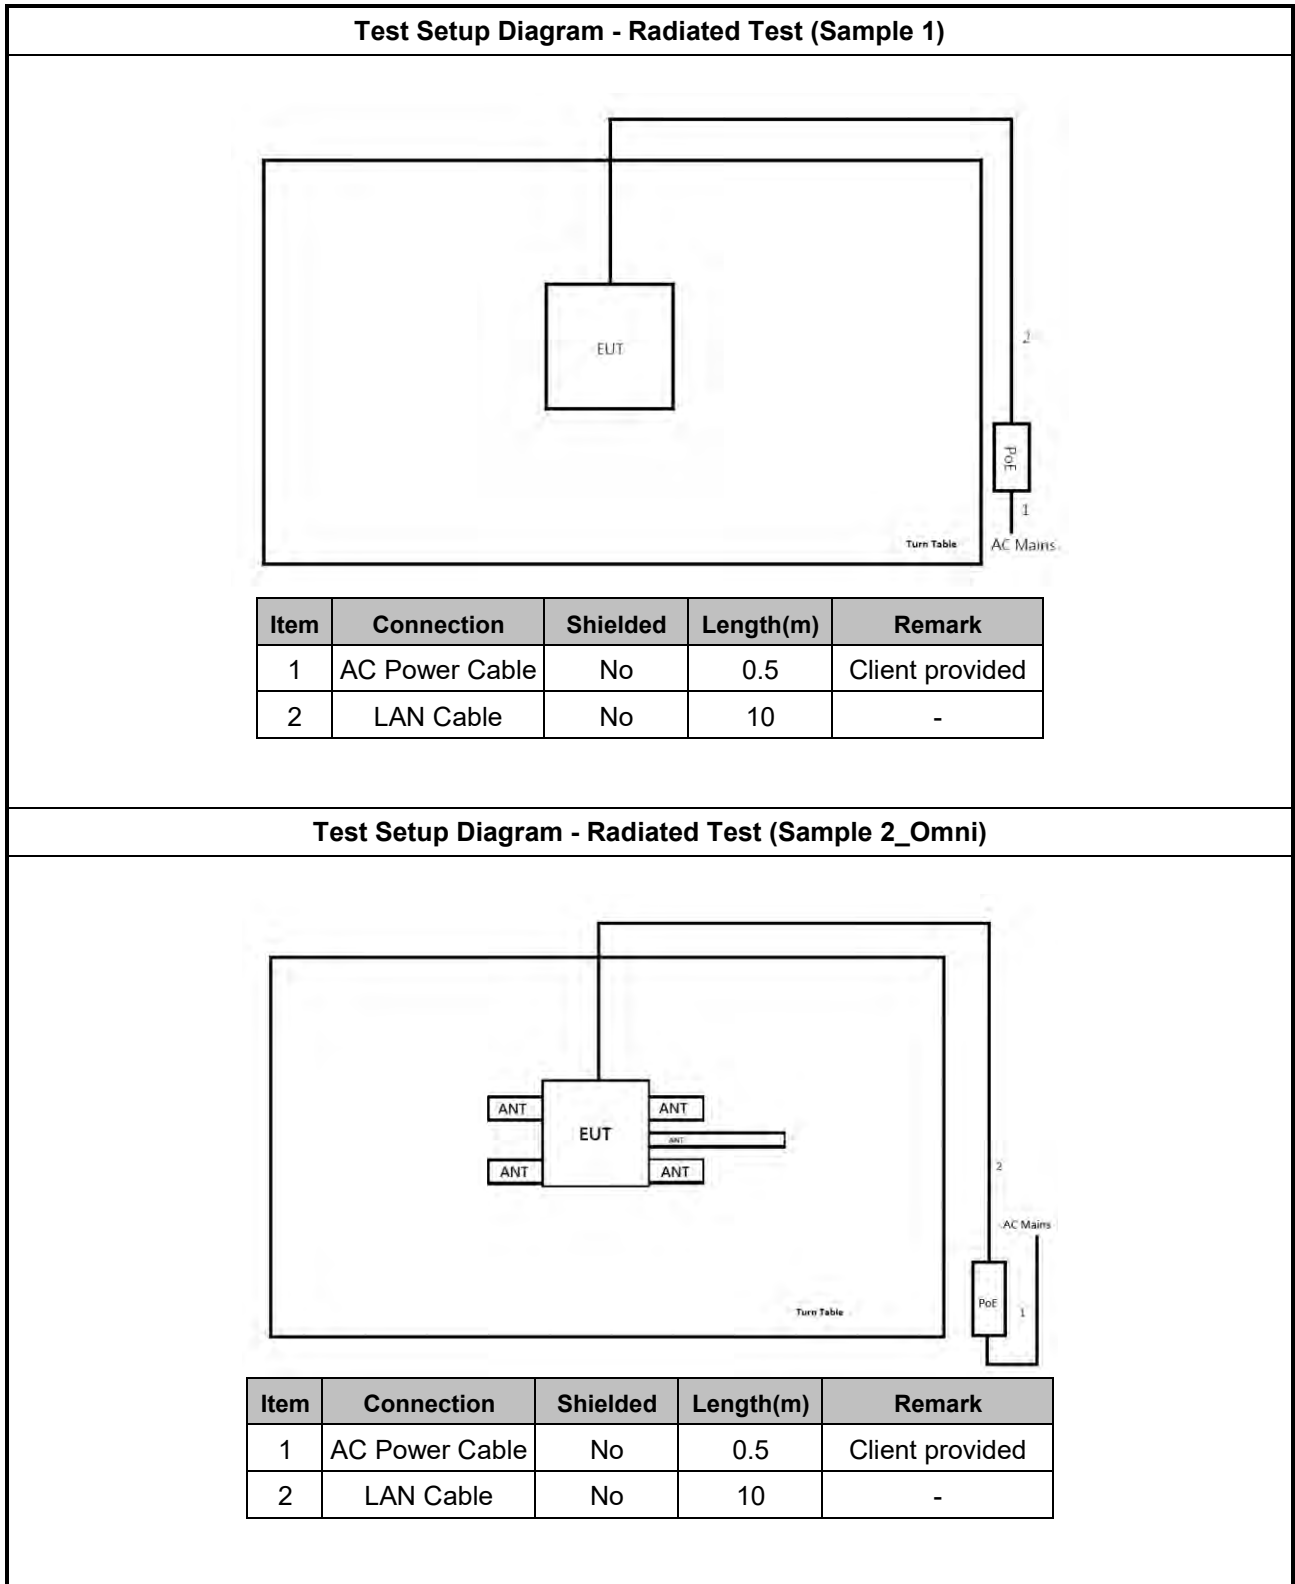 Test Setup Diagram - Radiated Test (Sample 1)
EUT
2
PoE
1
Turn Table
AC Mains
Item Connection Shielded Length(m) Remark
1 AC Power Cable No 0.5 Client provided
2 LAN Cable No 10 -
Test Setup Diagram - Radiated Test (Sample 2_Omni)
ANT
EUT
ANT
ANT
ANT
ANT
2
AC Mains
PoE
1
Turn Table
Item Connection Shielded Length(m) Remark
1 AC Power Cable No 0.5 Client provided
2 LAN Cable No 10 -